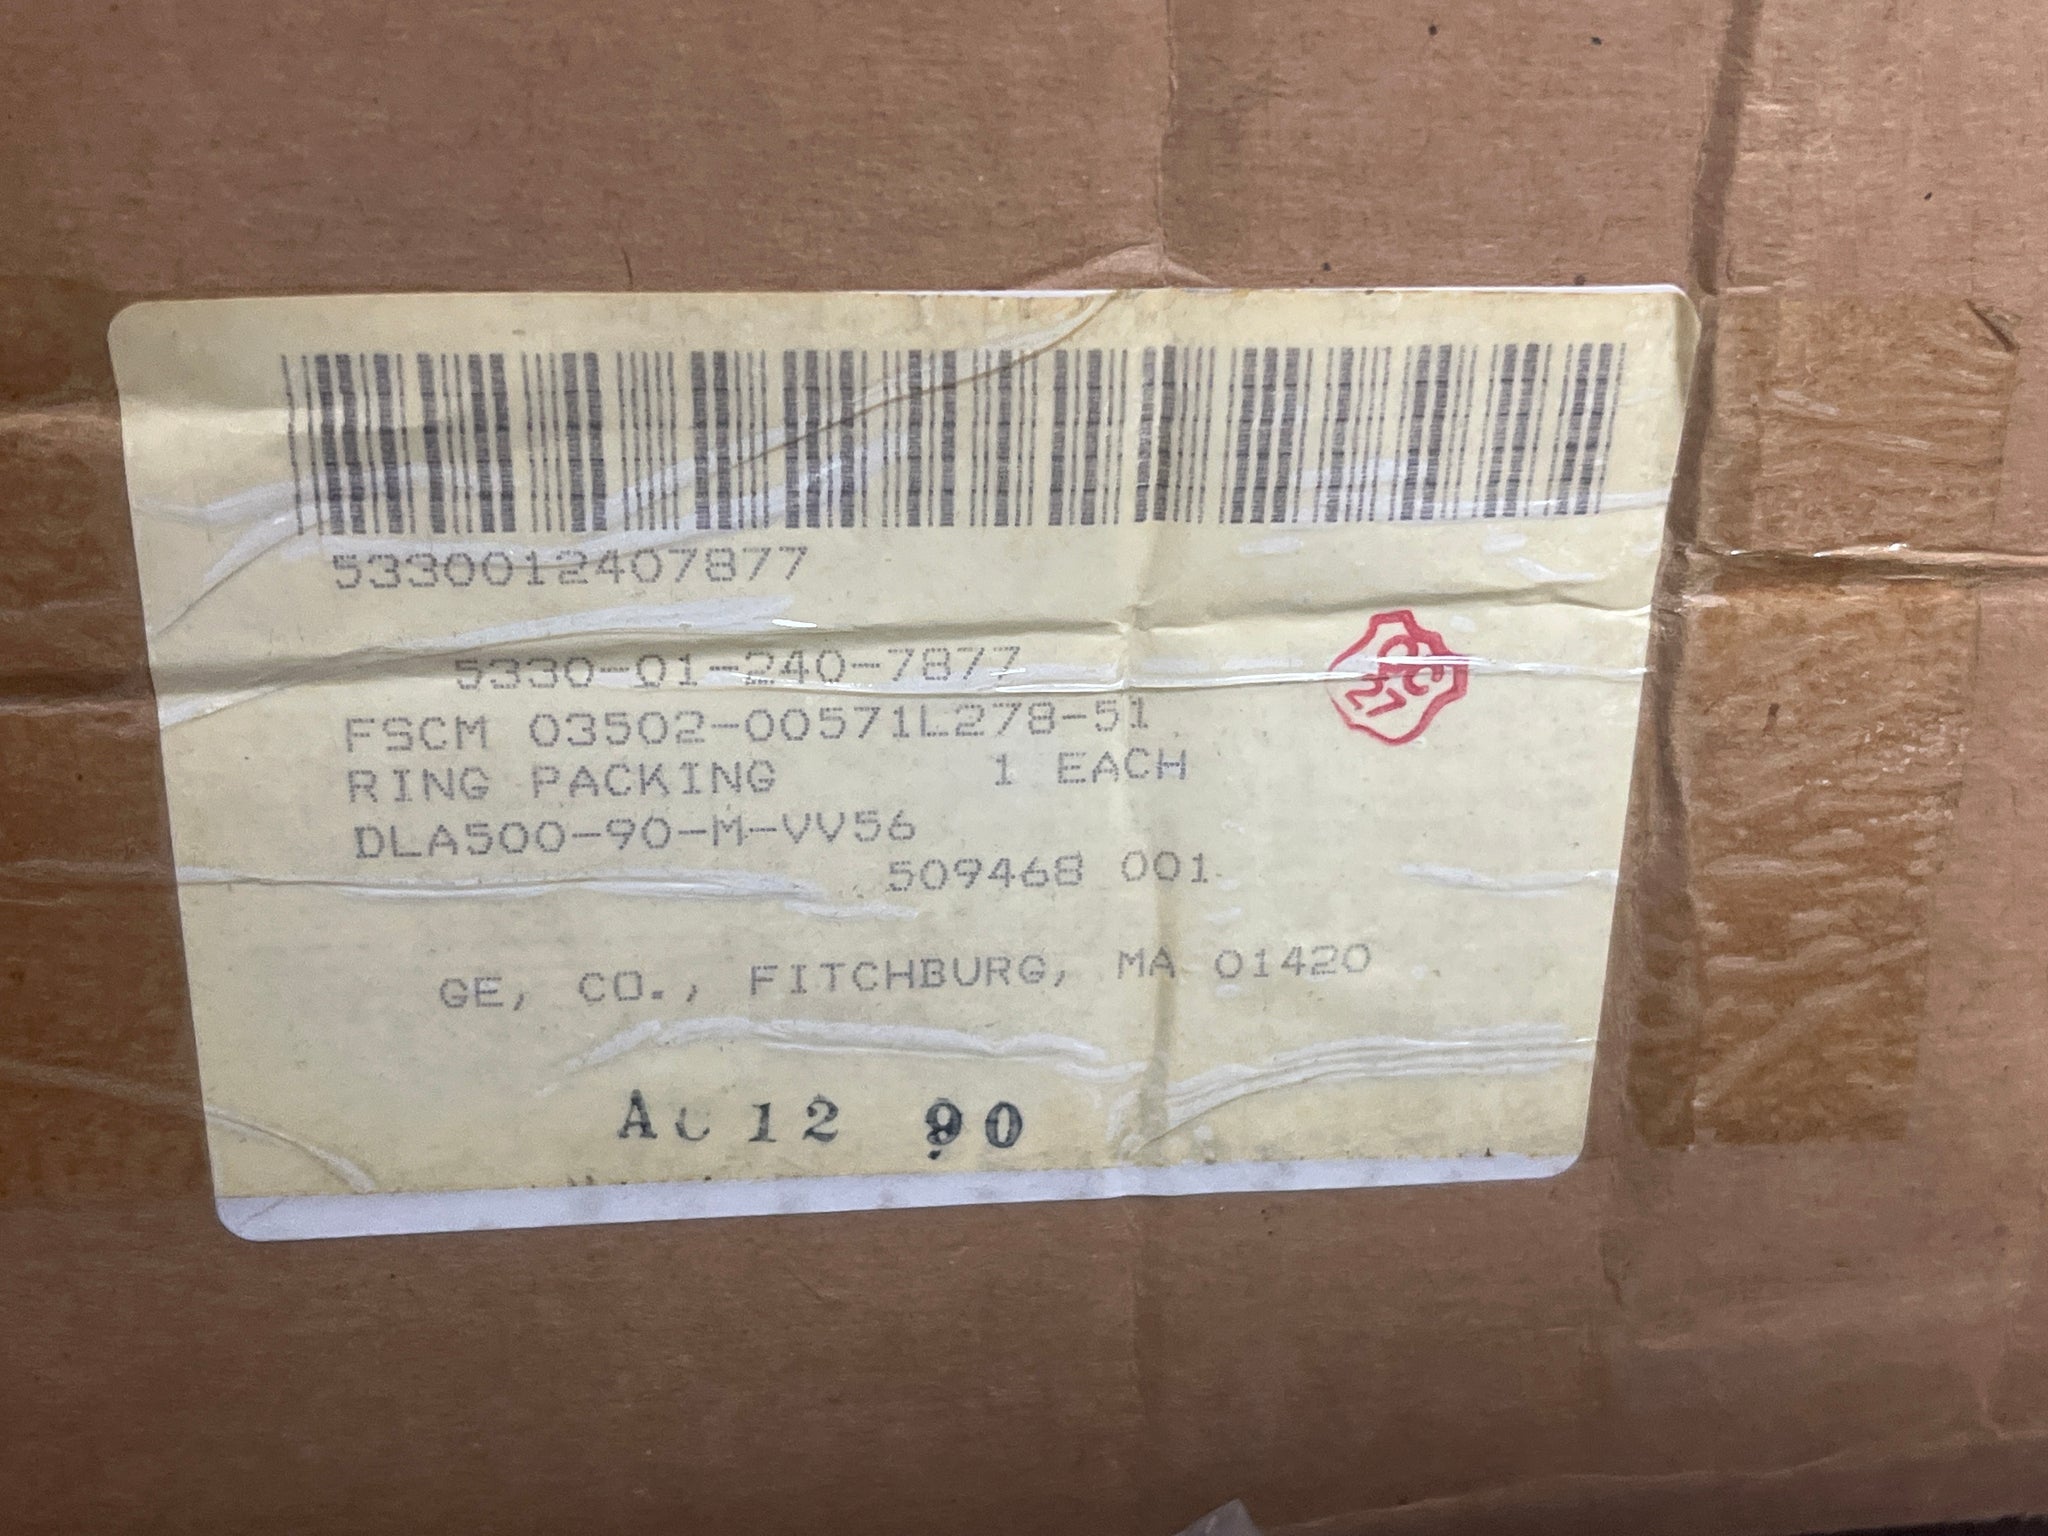 5330012407877
5330-01-240-7877
FSCM 03502-00571L278-51
RING PACKING 1 EACH
DLA500-90-M-VV56
509468 001
GE, CO., FITCHBURG, MA 01420
12 90